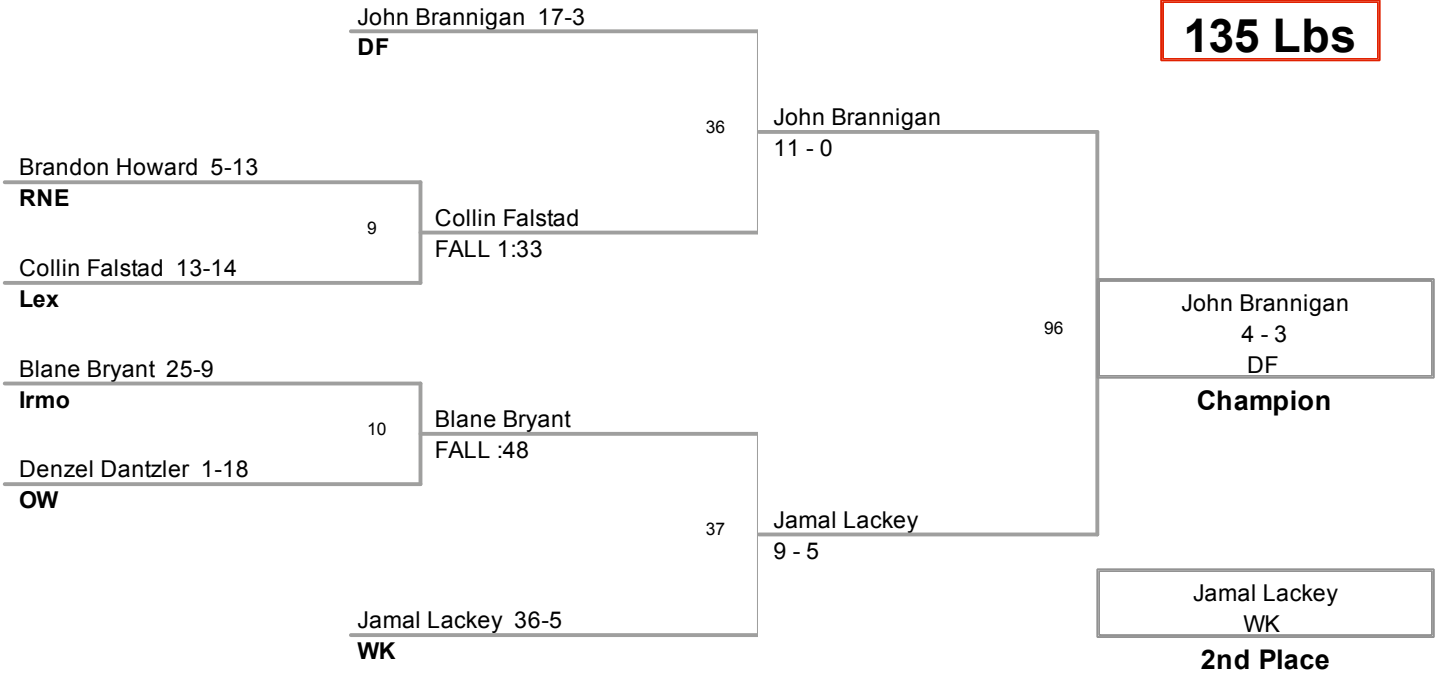 John Brannigan 17-3
DF
135 Lbs
36
John Brannigan
11 - 0
Brandon Howard 5-13
RNE
9
Collin Falstad
FALL 1:33
Collin Falstad 13-14
Lex
96
John Brannigan
4 - 3
DF
Champion
Blane Bryant 25-9
Irmo
10
Blane Bryant
FALL :48
Denzel Dantzler 1-18
OW
37
Jamal Lackey
9 - 5
Jamal Lackey 36-5
WK
Jamal Lackey
WK
2nd Place